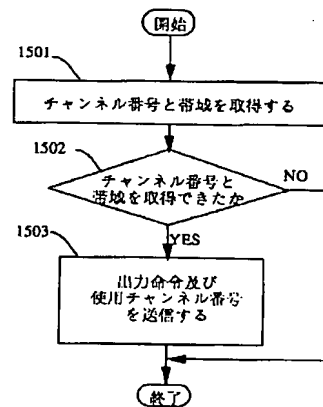 開始
1501
チャンネル番号と帯域を取得する
1502
チャンネル番号と
帯域を取得できたか
NO
YES
1503
出力命令及び
使用チャンネル番号
を送信する
終了